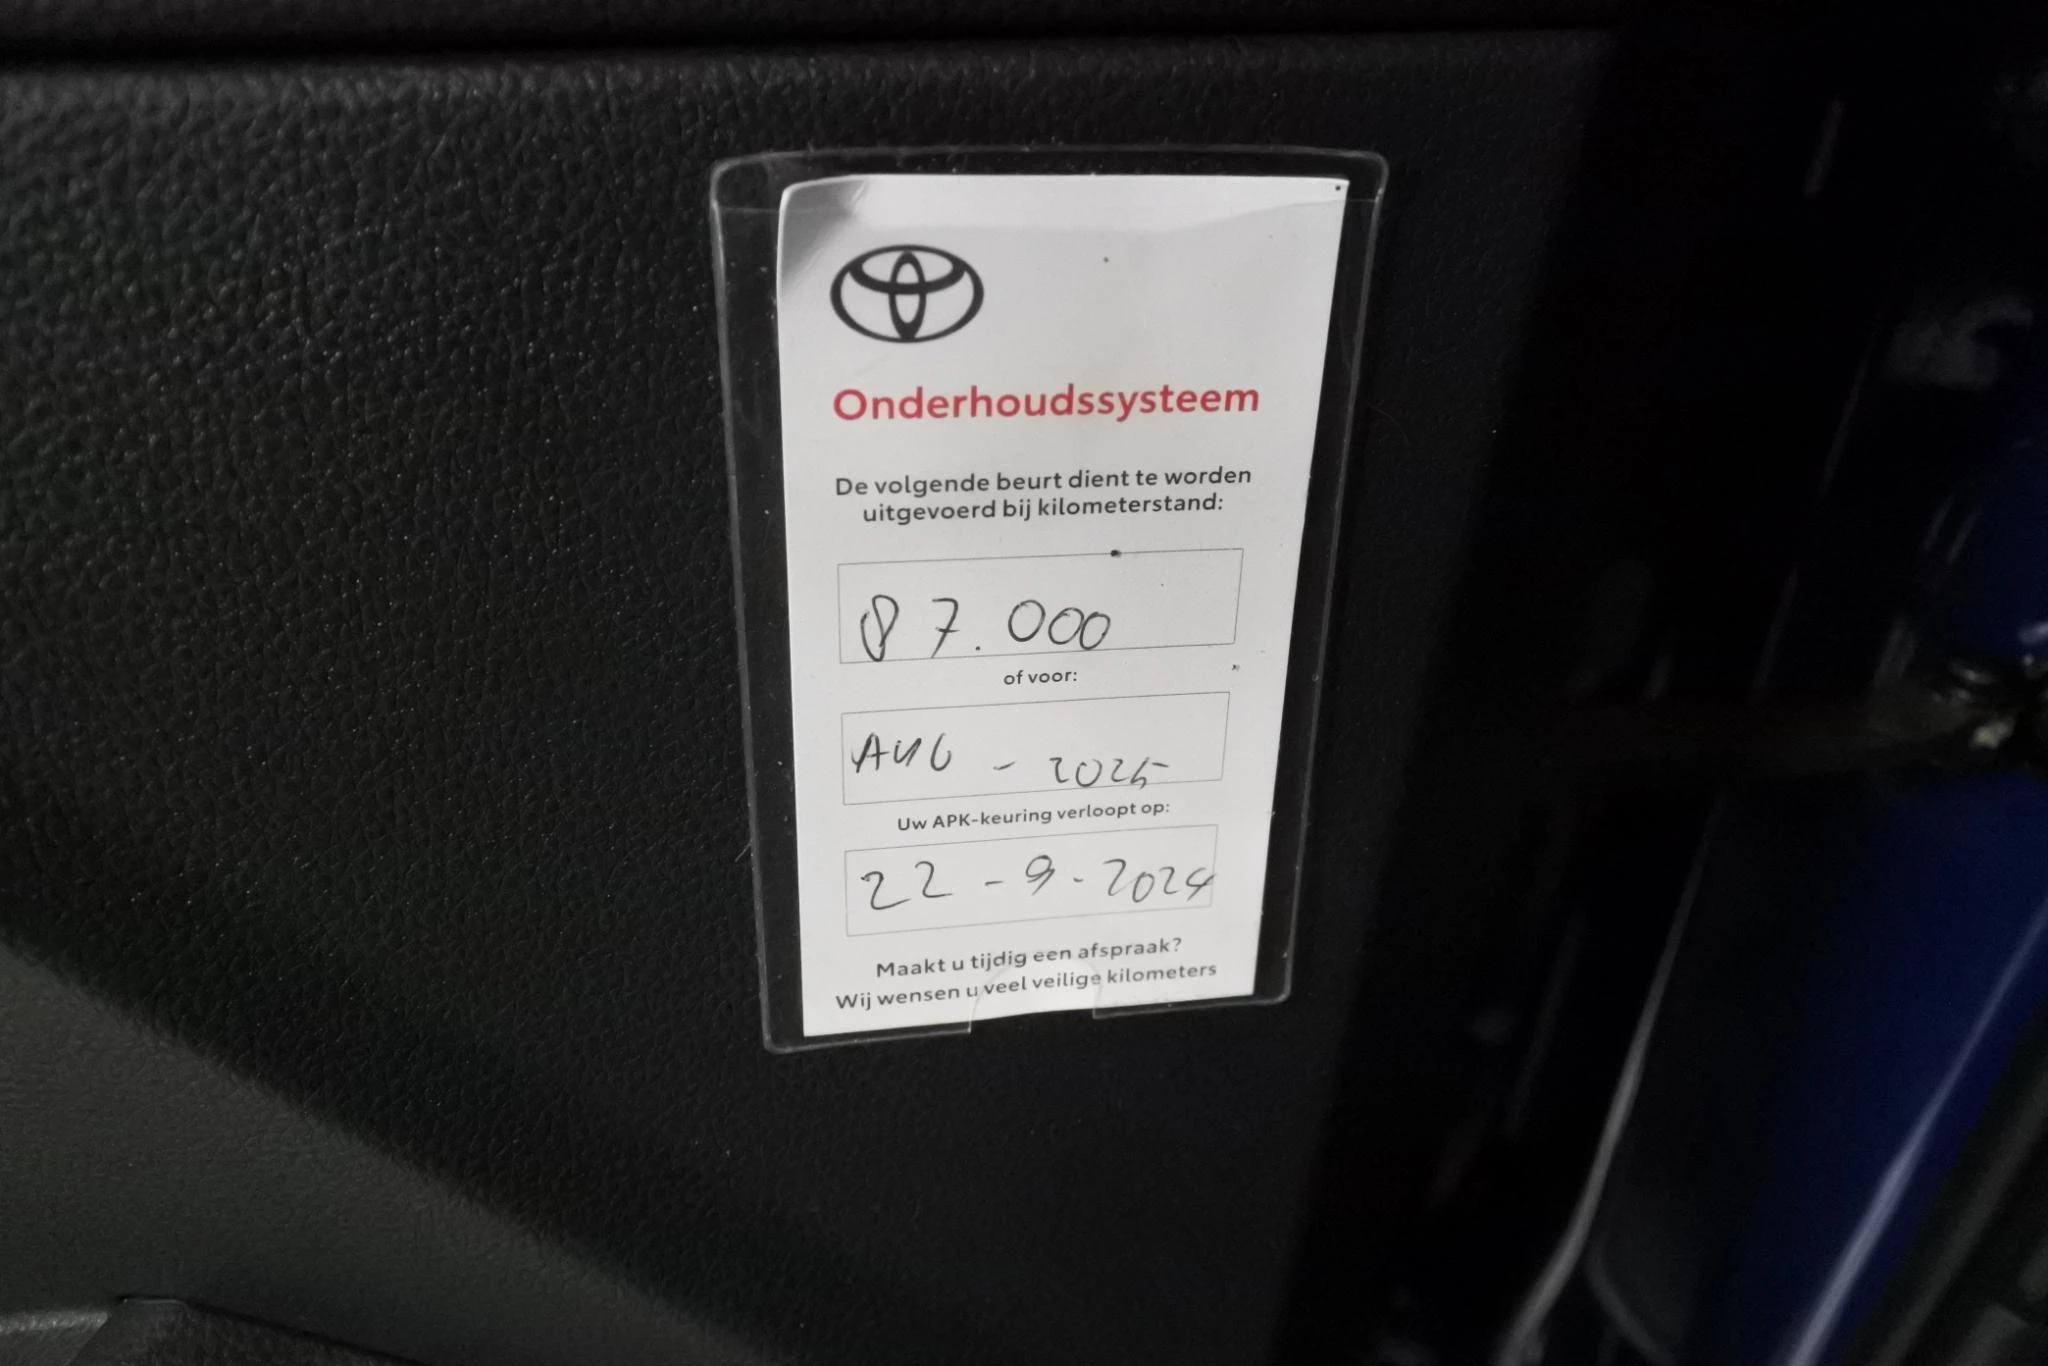 Onderhoudssysteem
De volgende beurt dient te worden
uitgevoerd bij kilometerstand:
87.000
of voor:
AUG - 2025
Uw APK-keuring verloopt op:
22 - 9 - 2024
Maakt u tijdig een afspraak?
Wij wensen u veel veilige kilometers